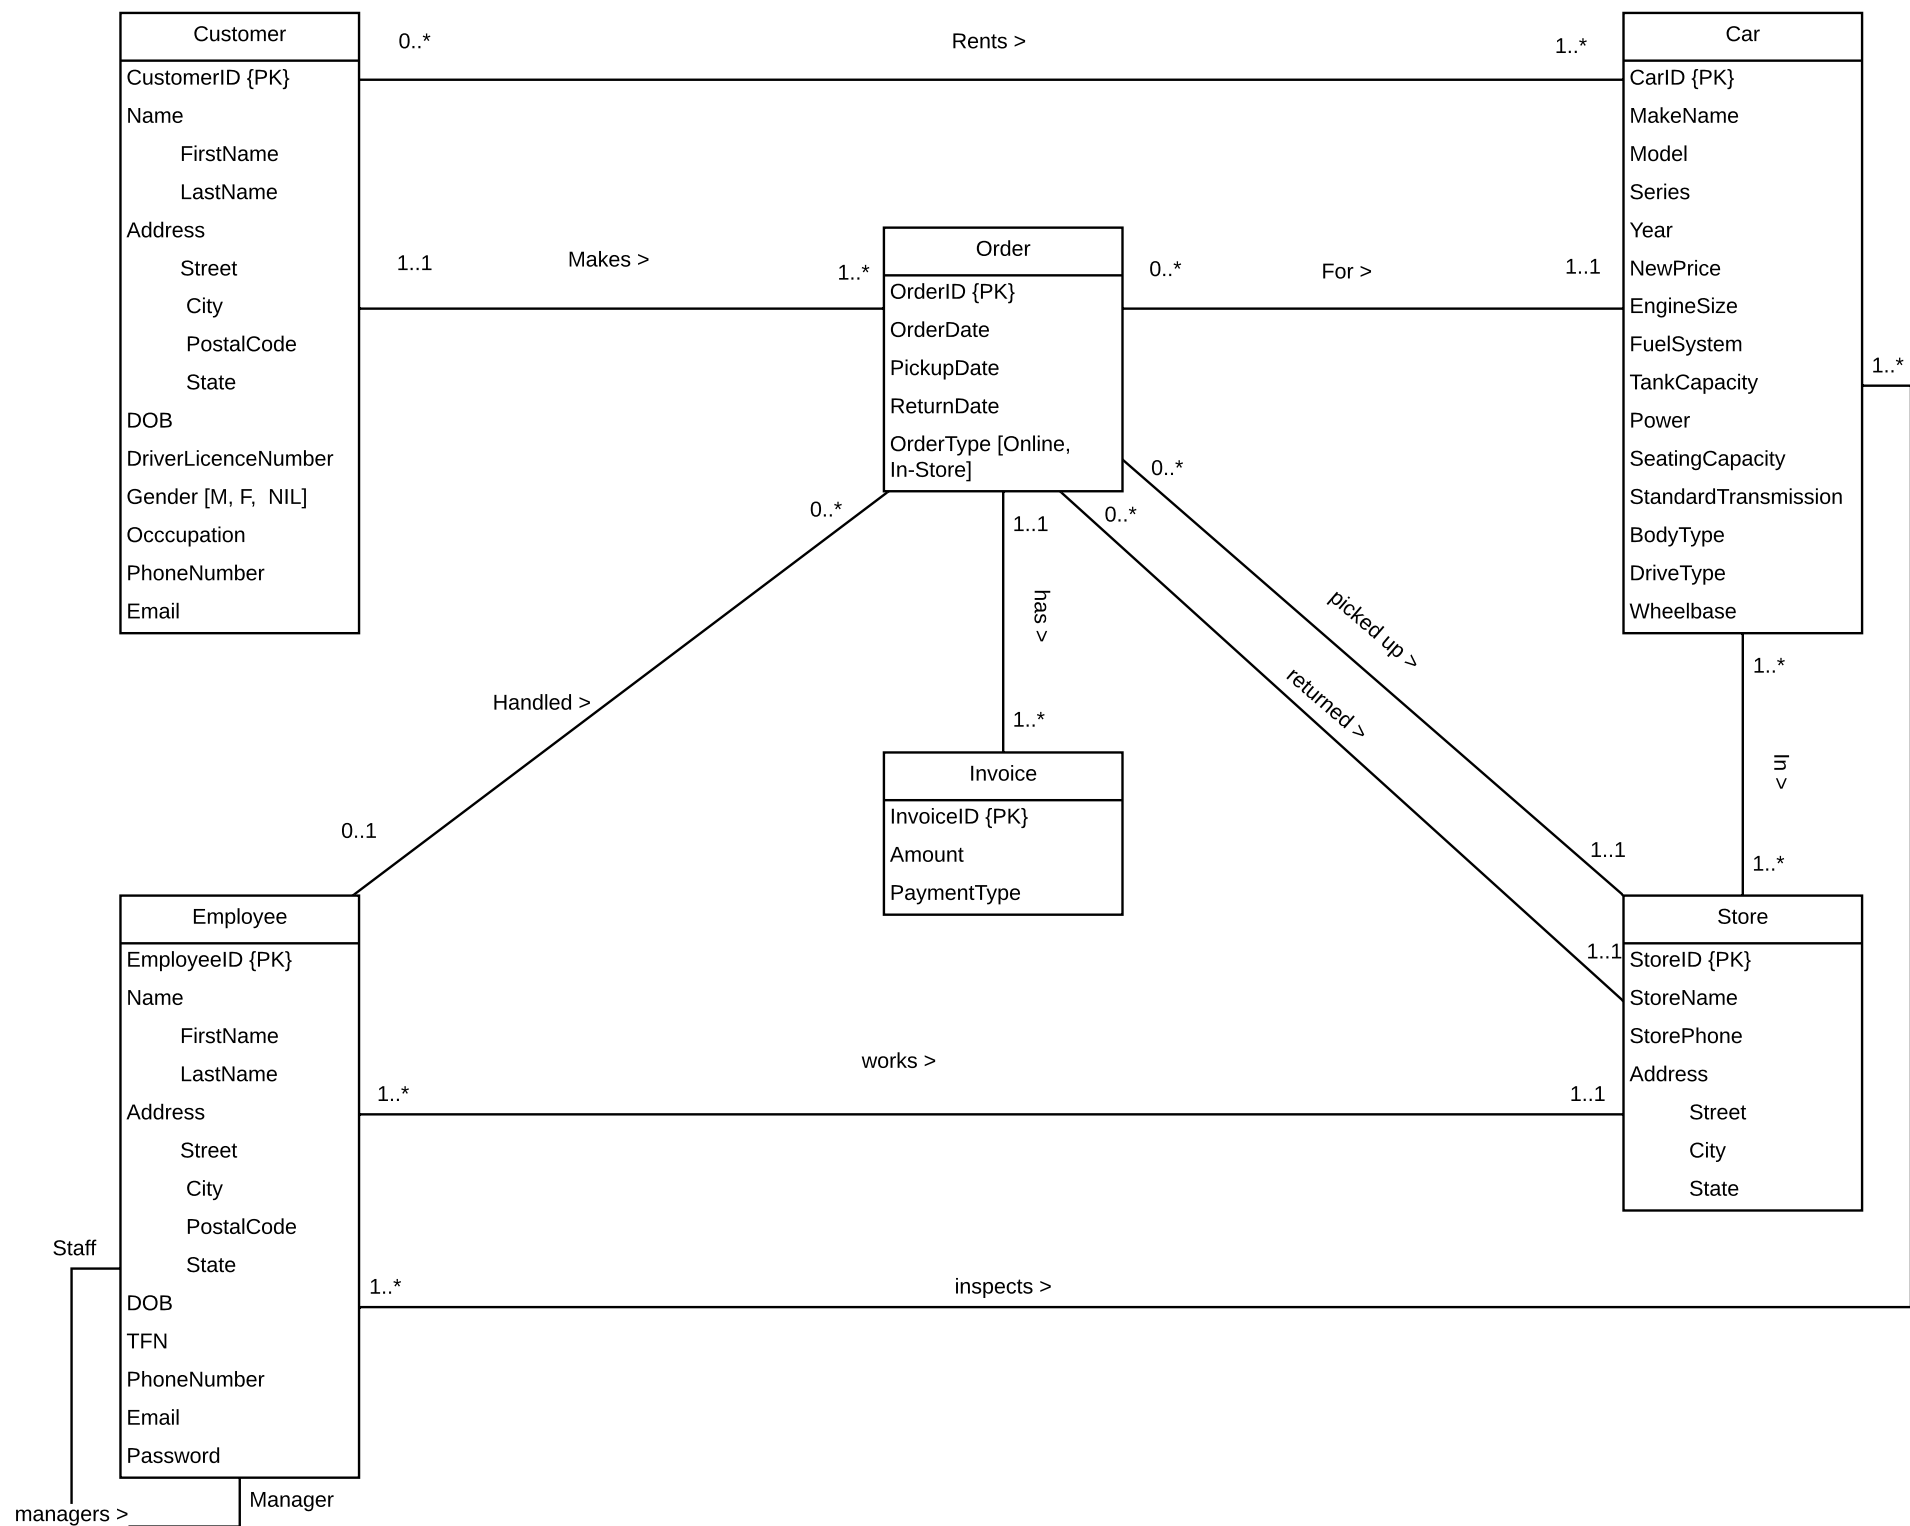 Customer
CustomerID {PK}
Name
FirstName
LastName
Address
Street
City
PostalCode
State
DOB
DriverLicenceNumber
Gender [M, F,  NIL]
Occcupation
PhoneNumber
Email
0..*
Rents >
1..*
Car
CarID {PK}
MakeName
Model
Series
Year
NewPrice
EngineSize
FuelSystem
TankCapacity
Power
SeatingCapacity
StandardTransmission
BodyType
DriveType
Wheelbase
1..1
Makes >
1..*
Order
OrderID {PK}
OrderDate
PickupDate
ReturnDate
OrderType [Online,
In-Store]
0..*
For >
1..1
1..*
0..*
Handled >
0..1
1..1
has >
1..*
0..*
picked up >
1..1
0..*
returned >
1..1
1..*
In >
1..*
Invoice
InvoiceID {PK}
Amount
PaymentType
Employee
EmployeeID {PK}
Name
FirstName
LastName
Address
Street
City
PostalCode
State
DOB
TFN
PhoneNumber
Email
Password
1..*
works >
1..1
Store
StoreID {PK}
StoreName
StorePhone
Address
Street
City
State
1..*
inspects >
Staff
Manager
managers >